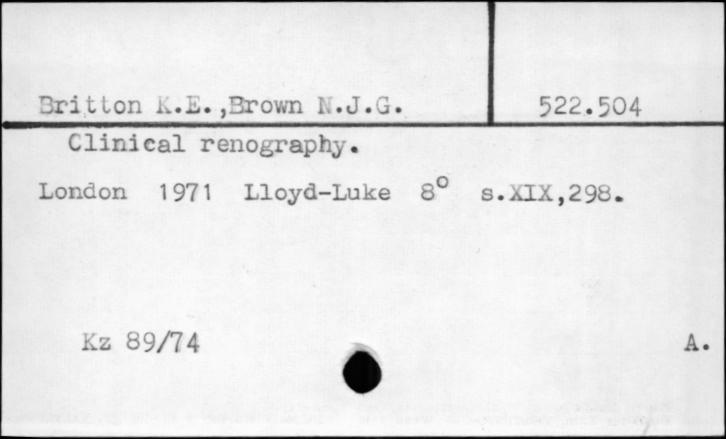 Britton K.E.,Brown N.J.G. 522.504
Clinical renography.
London 1971 Lloyd-Luke 8° s.XIX,298.
Kz 89/74 A.